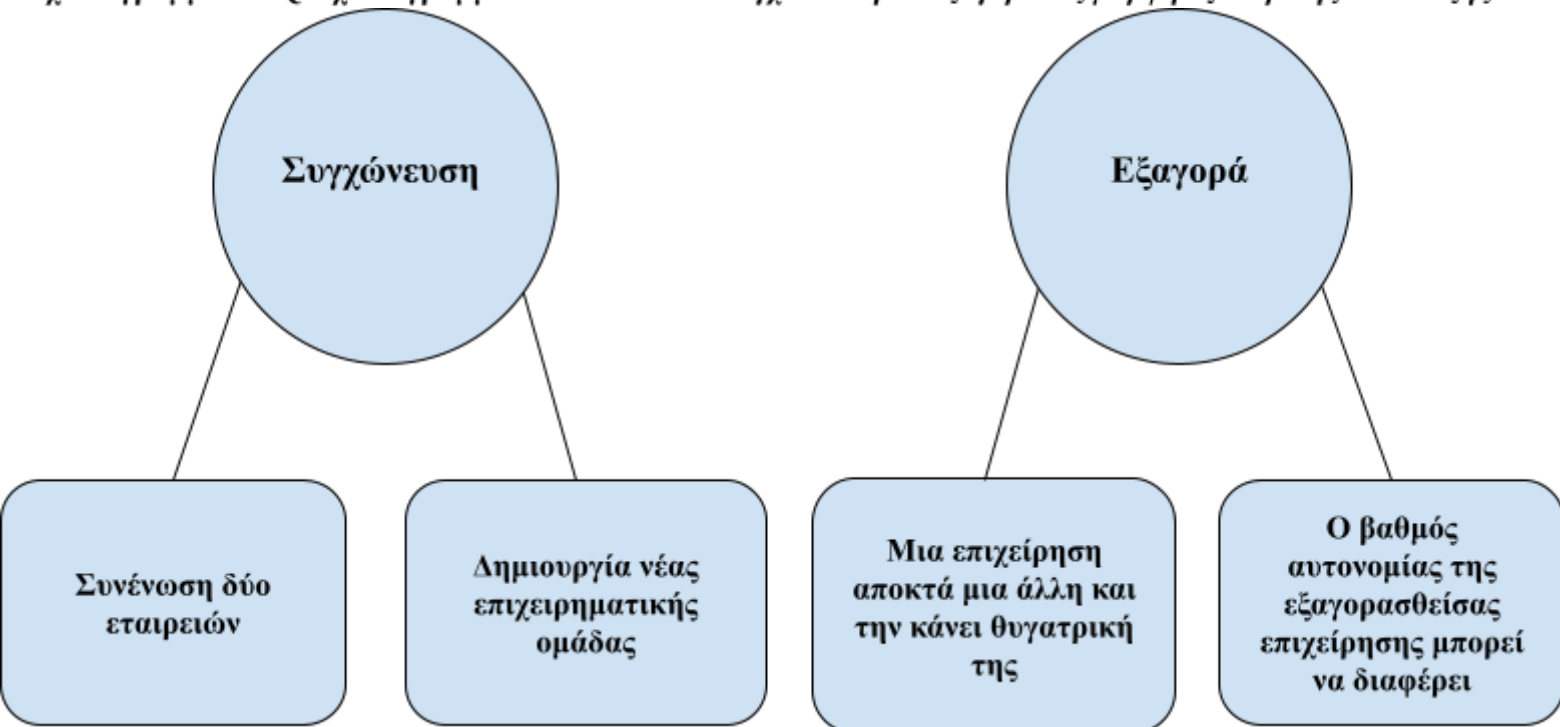 Συγχώνευση
Συνένωση δύο
εταιρειών
Δημιουργία νέας
επιχειρηματικής
ομάδας
Εξαγορά
Μια επιχείρηση
αποκτά μια άλλη και
την κάνει θυγατρική
της
Ο βαθμός
αυτονομίας της
εξαγορασθείσας
επιχείρησης μπορεί
να διαφέρει